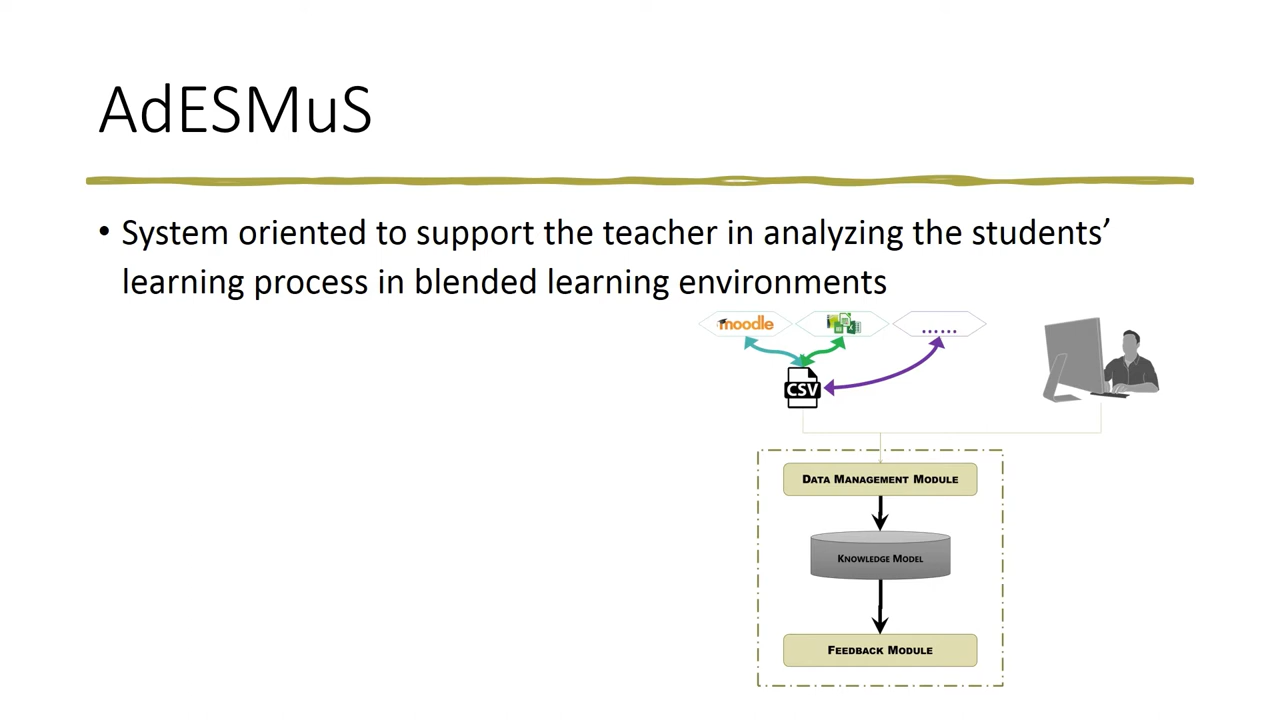 AdESMuS
• System oriented to support the teacher in analyzing the students’
learning process in blended learning environments
moodle
......
CSV
DATA MANAGEMENT MODULE
KNOWLEDGE MODEL
FEEDBACK MODULE